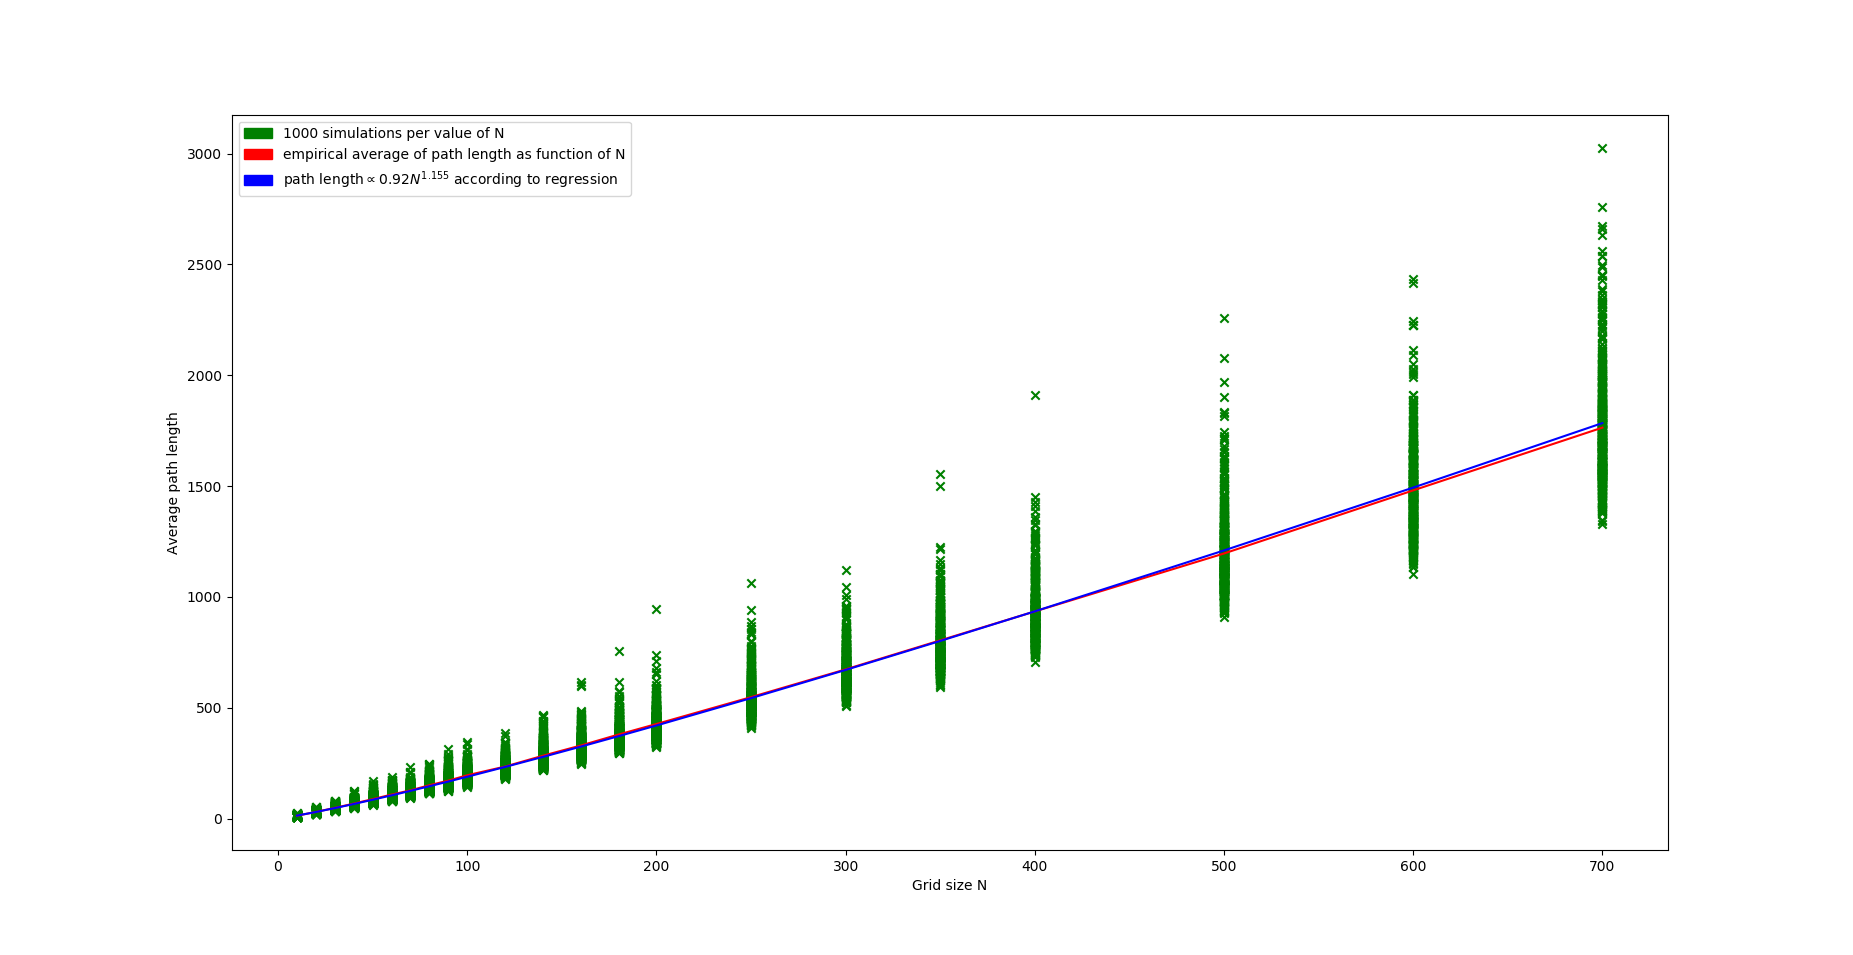 1000 simulations per value of N
empirical average of path length as function of N
path length ∝ 0.92N^1.155 according to regression
3000
2500
2000
1500
1000
500
0
Average path length
0 100 200 300 400 500 600 700
Grid size N